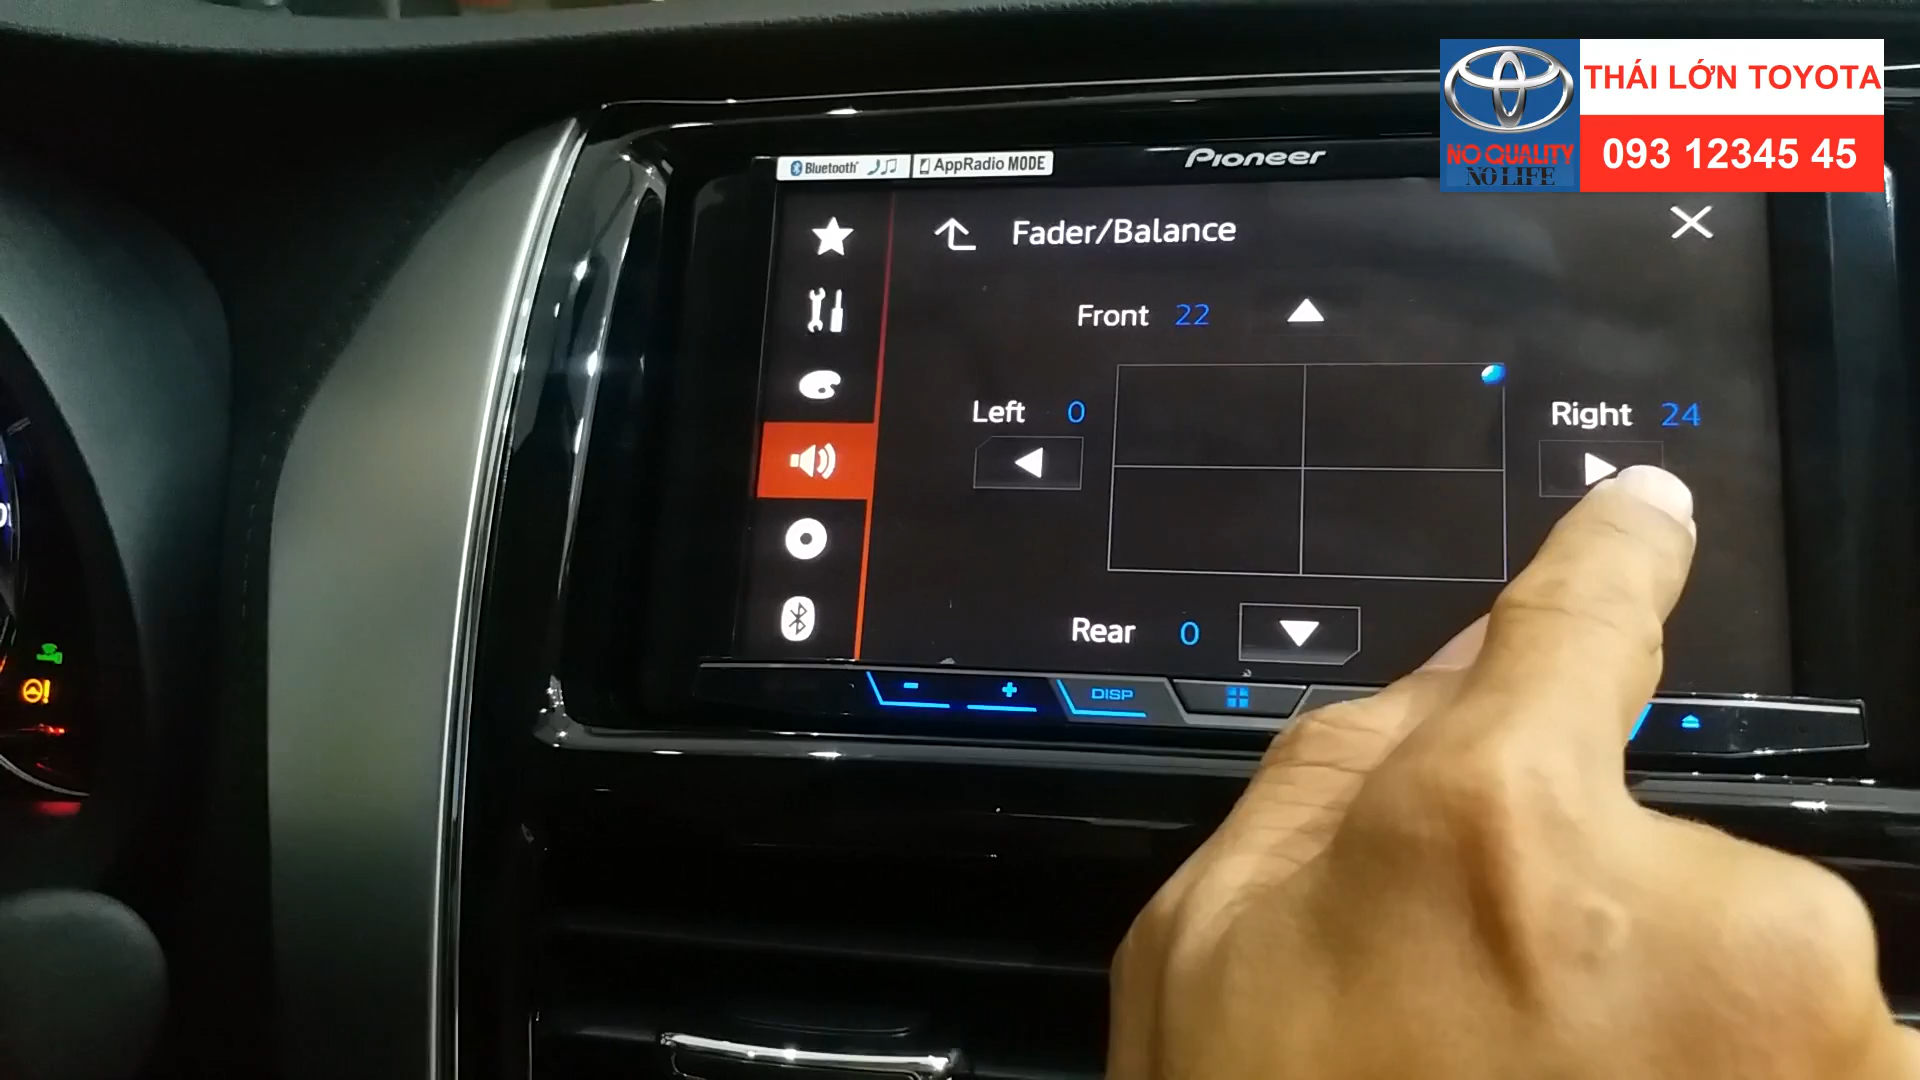 THÁI LỚN TOYOTA
093 12345 45
NO QUALITY
NO LIFE
Bluetooth
AppRadio MODE
Pioneer
Fader/Balance
Front 22
Left 0
Right 24
Rear 0
- + DISP